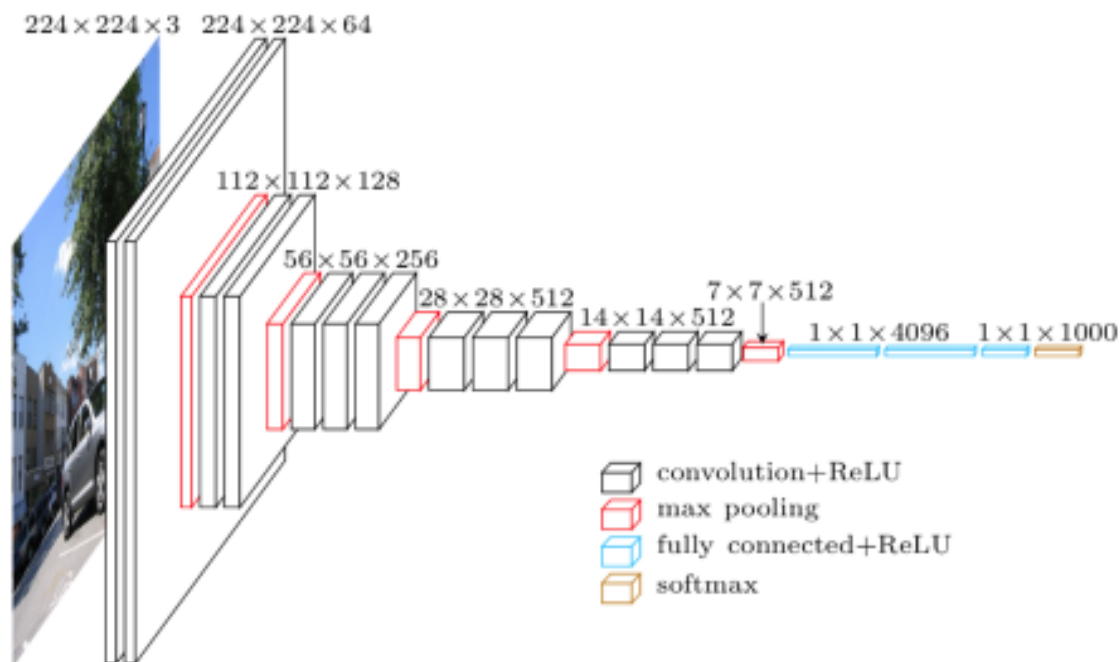 224×224×3
224×224×64
112×112×128
56×56×256
28×28×512
14×14×512
7×7×512
1×1×4096
1×1×1000
convolution+ReLU
max pooling
fully connected+ReLU
softmax